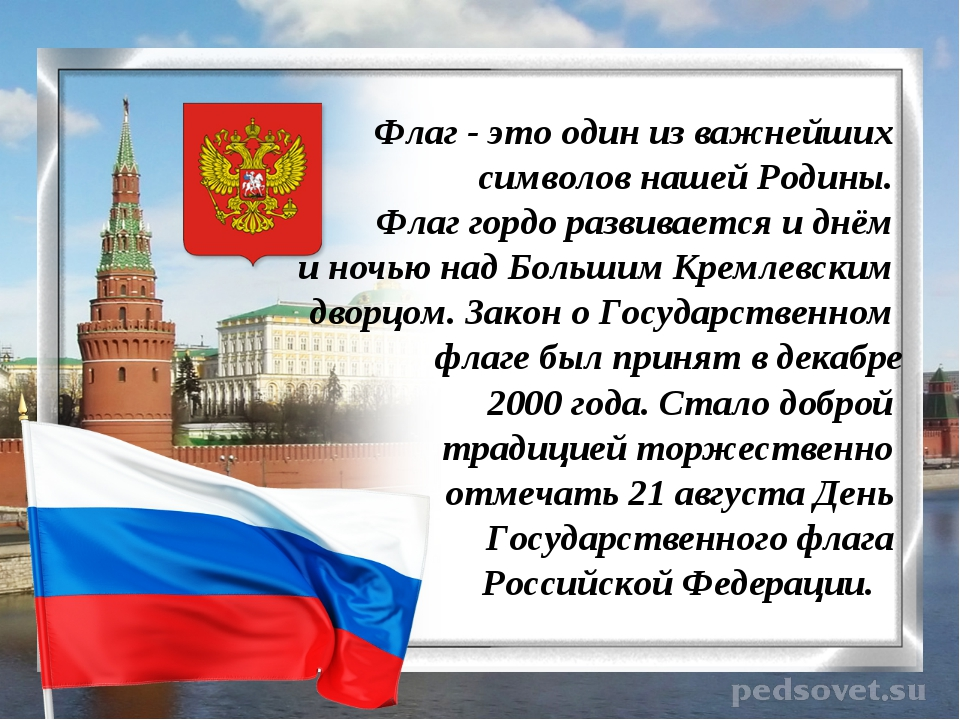 Флаг - это один из важнейших
символов нашей Родины.
Флаг гордо развивается и днём
и ночью над Большим Кремлевским
дворцом. Закон о Государственном
флаге был принят в декабре
2000 года. Стало доброй
традицией торжественно
отмечать 21 августа День
Государственного флага
Российской Федерации.
pedsovet.su